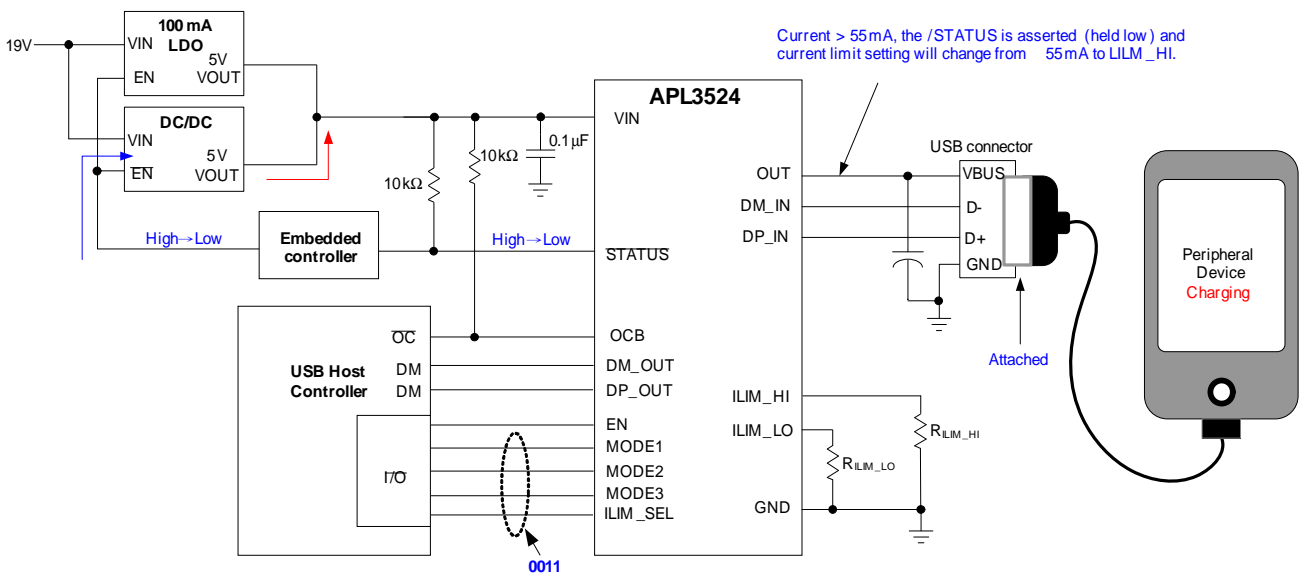 19V
100 mA
LDO
VIN
5V
EN
VOUT
DC/DC
VIN
5V
EN
VOUT
High→Low
Embedded
controller
High→Low
10kΩ
10kΩ
0.1μF
Current > 55mA, the /STATUS is asserted (held low) and
current limit setting will change from 55mA to LILM_HI.
APL3524
VIN
STATUS
OCB
DM_OUT
DP_OUT
EN
MODE1
MODE2
MODE3
ILIM_SEL
OUT
DM_IN
DP_IN
ILIM_HI
ILIM_LO
GND
USB Host
Controller
OC
DM
DM
I/O
0011
RILIM_HI
RILIM_LO
USB connector
VBUS
D-
D+
GND
Attached
Peripheral
Device
Charging